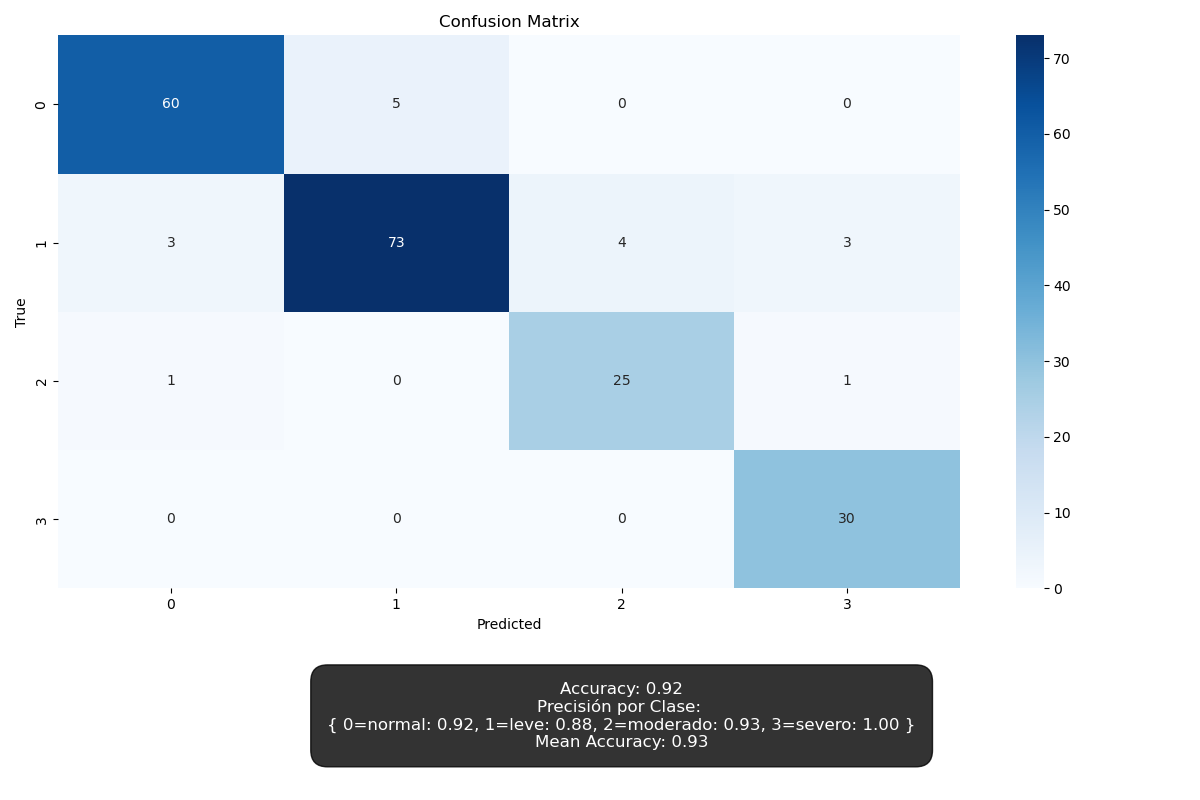 Confusion Matrix
0 60 5 0 0
1 3 73 4 3
2 1 0 25 1
3 0 0 0 30
0 1 2 3
True
Predicted
70
60
50
40
30
20
10
0
Accuracy: 0.92
Precisión por Clase:
{ 0=normal: 0.92, 1=leve: 0.88, 2=moderado: 0.93, 3=severo: 1.00 }
Mean Accuracy: 0.93